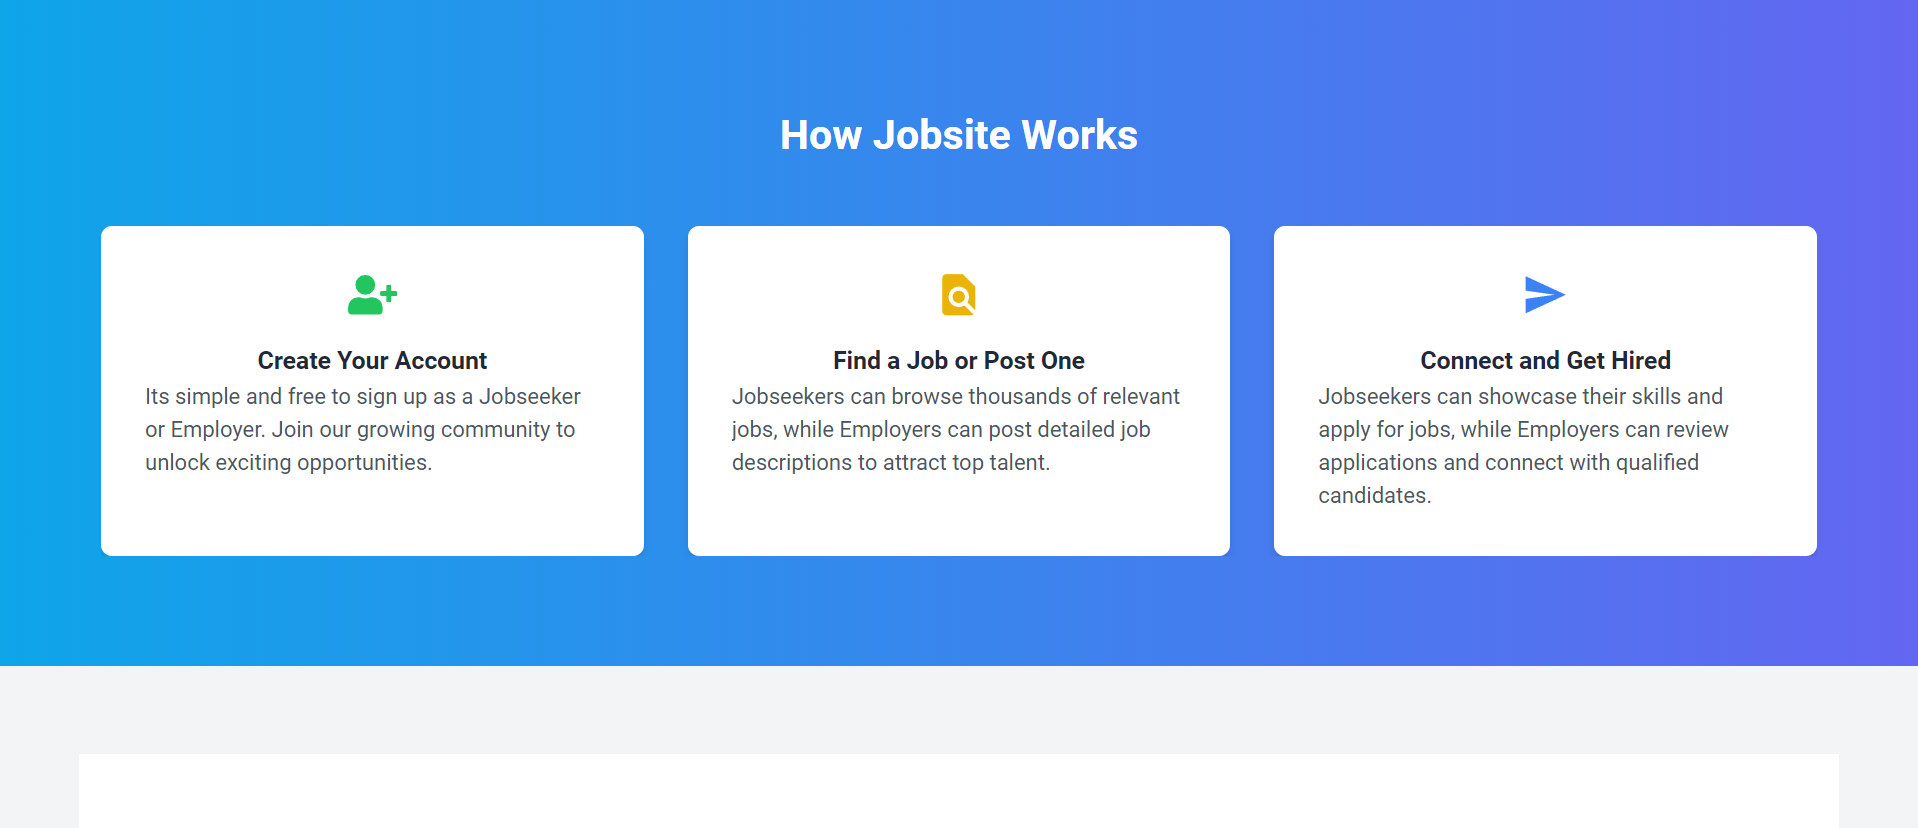 How Jobsite Works
Create Your Account
Its simple and free to sign up as a Jobseeker
or Employer. Join our growing community to
unlock exciting opportunities.
Find a Job or Post One
Jobseekers can browse thousands of relevant
jobs, while Employers can post detailed job
descriptions to attract top talent.
Connect and Get Hired
Jobseekers can showcase their skills and
apply for jobs, while Employers can review
applications and connect with qualified
candidates.